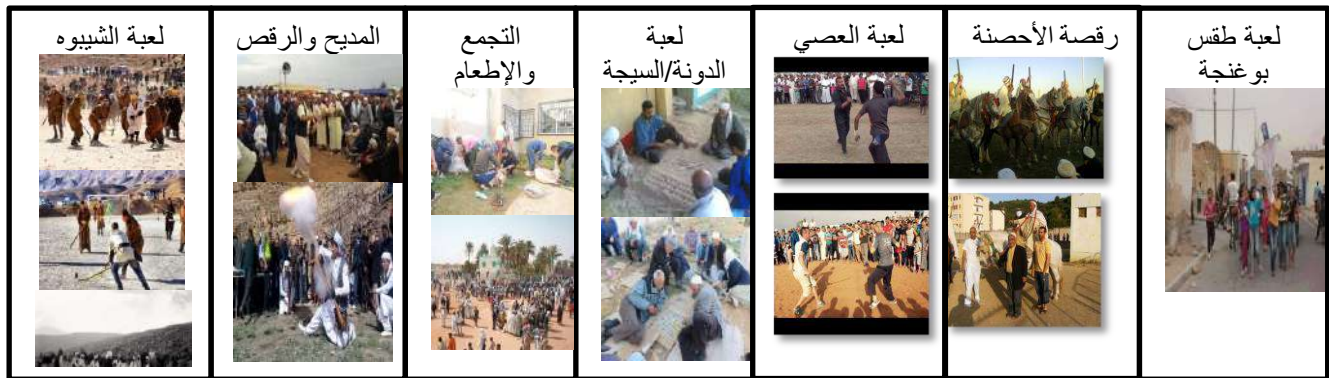 لعبة طقس
بوغنجة
رقصة الأحصنة
لعبة العصي
لعبة
الدونة/السيجة
التجمع
والإطعام
المديح والرقص
لعبة الشيبوه